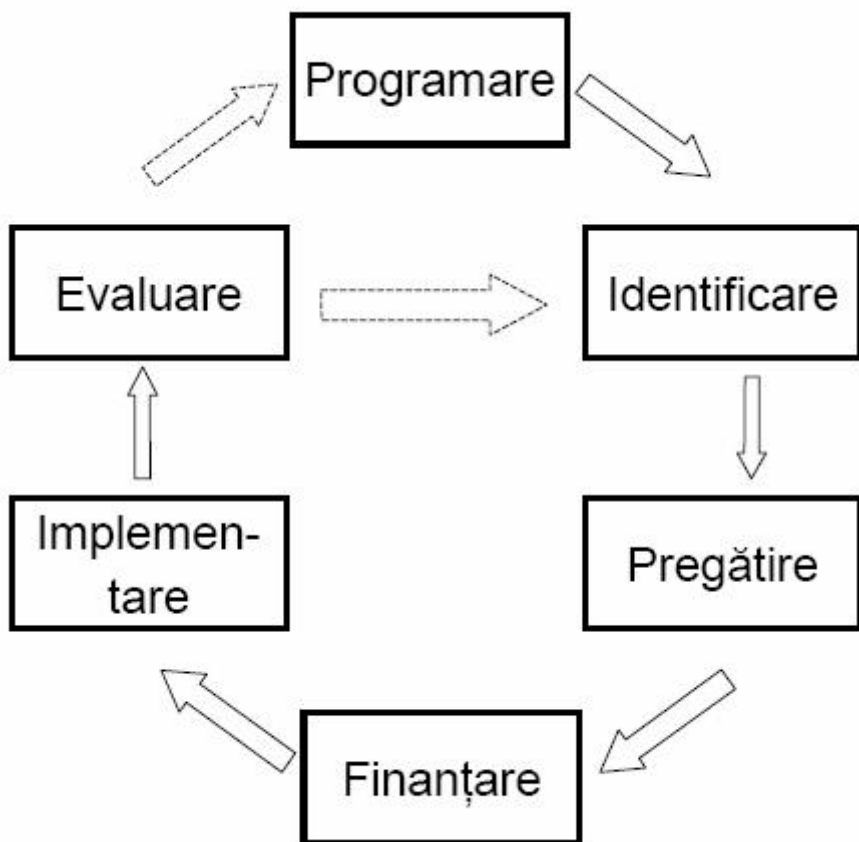 Programare
Evaluare
Identificare
Implemen-
tare
Pregătire
Finanțare